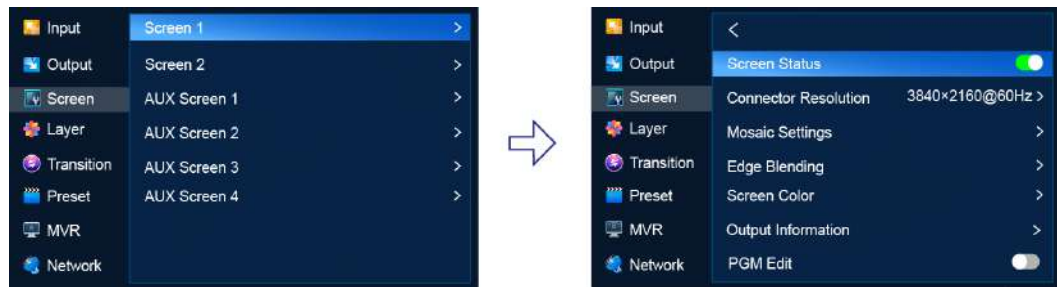 Input
Output
Screen
Layer
Transition
Preset
MVR
Network
Screen 1 >
Screen 2 >
AUX Screen 1 >
AUX Screen 2 >
AUX Screen 3 >
AUX Screen 4 >
Input
Output
Screen
Layer
Transition
Preset
MVR
Network
<
Screen Status
Connector Resolution 3840×2160@60Hz >
Mosaic Settings >
Edge Blending >
Screen Color >
Output Information >
PGM Edit